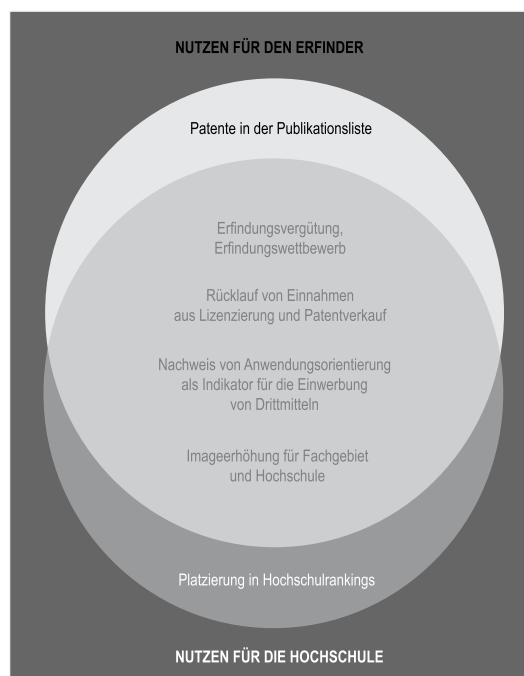 NUTZEN FÜR DEN ERFINDER
Patente in der Publikationsliste
Erfindungsvergütung,
Erfindungswettbewerb
Rücklauf von Einnahmen
aus Lizenzierung und Patentverkauf
Nachweis von Anwendungsorientierung
als Indikator für die Einwerbung
von Drittmitteln
Imageerhöhung für Fachgebiet
und Hochschule
Platzierung in Hochschulrankings
NUTZEN FÜR DIE HOCHSCHULE